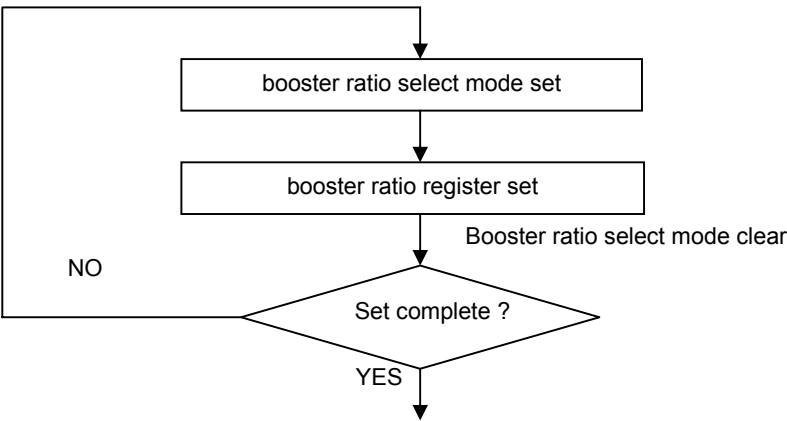 booster ratio select mode set
booster ratio register set
Booster ratio select mode clear
NO
Set complete ?
YES